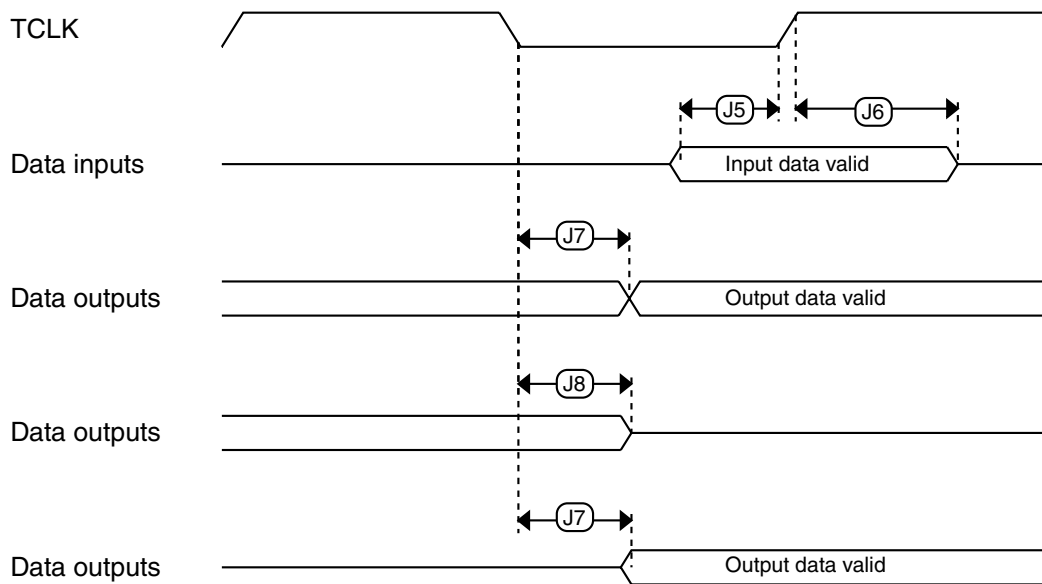 TCLK
J5
J6
Data inputs
Input data valid
J7
Data outputs
Output data valid
J8
Data outputs
J7
Data outputs
Output data valid